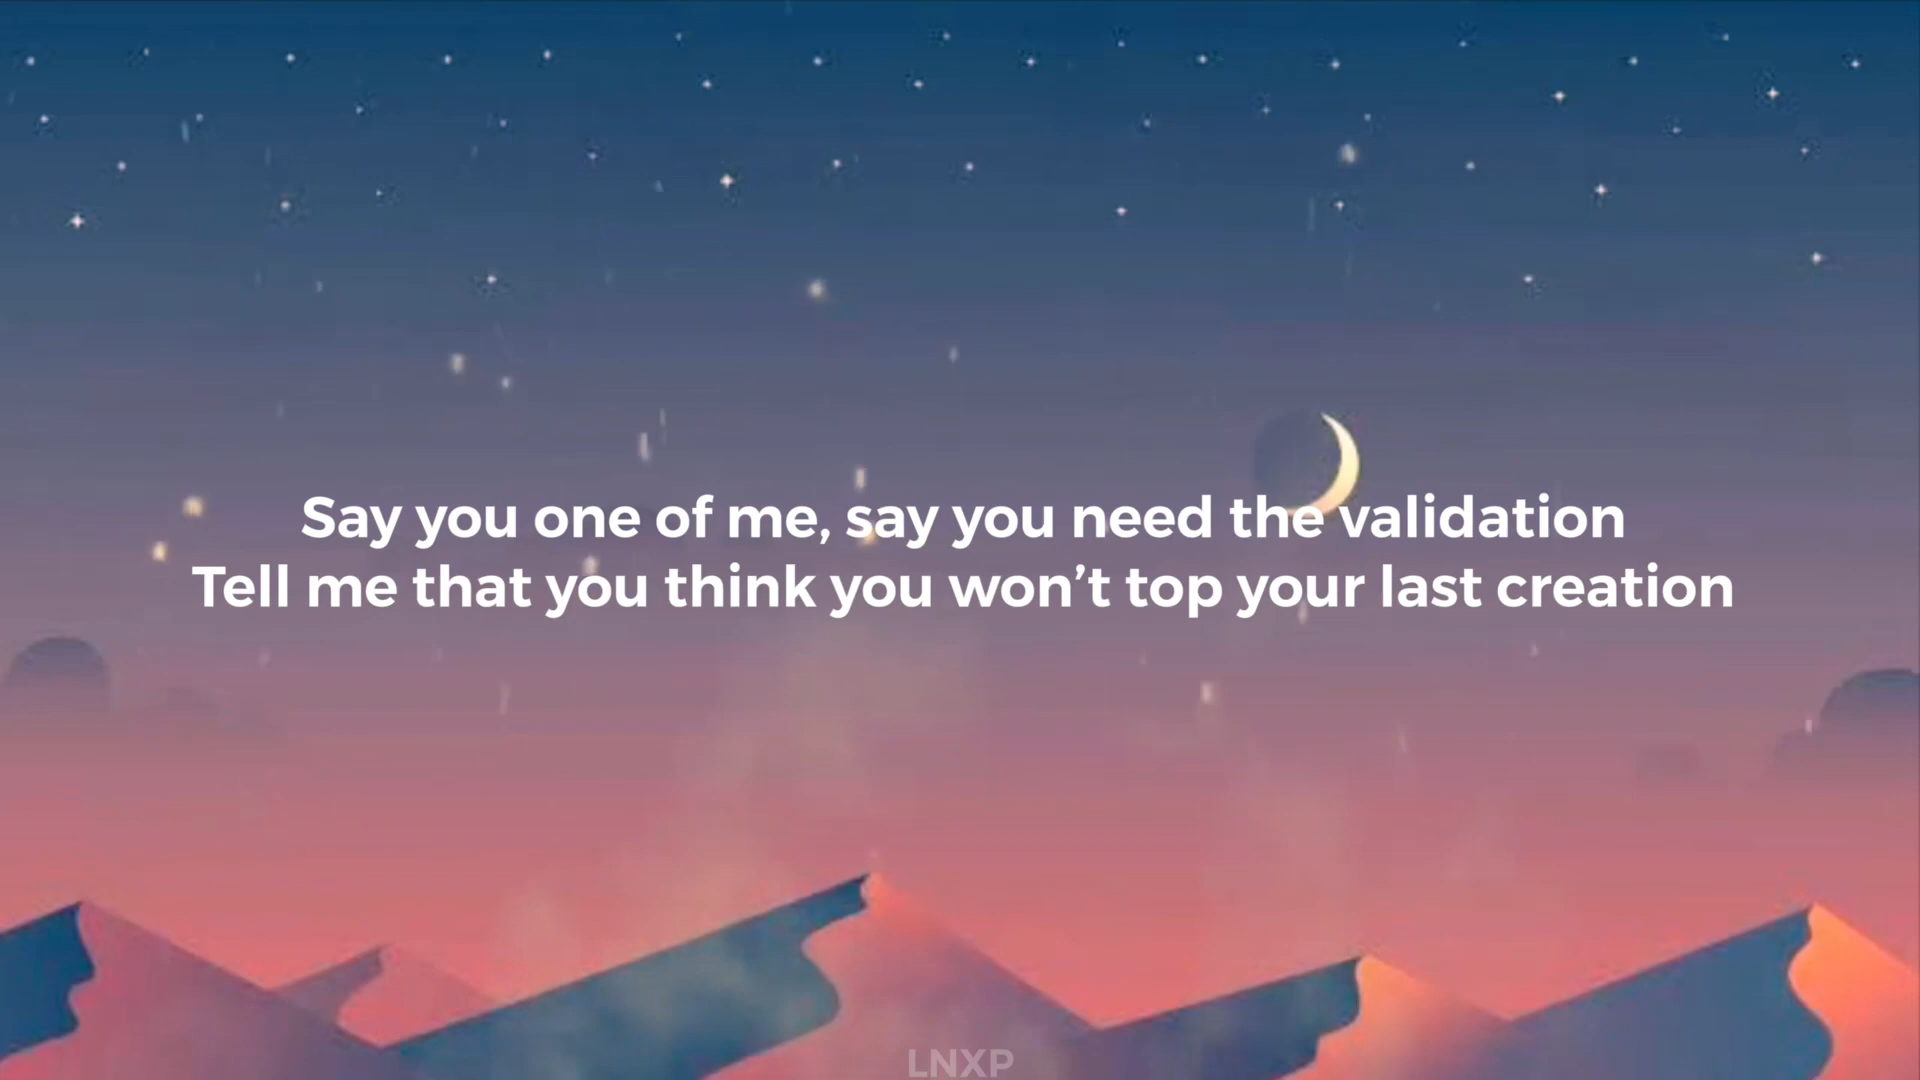 Say you one of me, say you need the validation
Tell me that you think you won’t top your last creation
LNXP